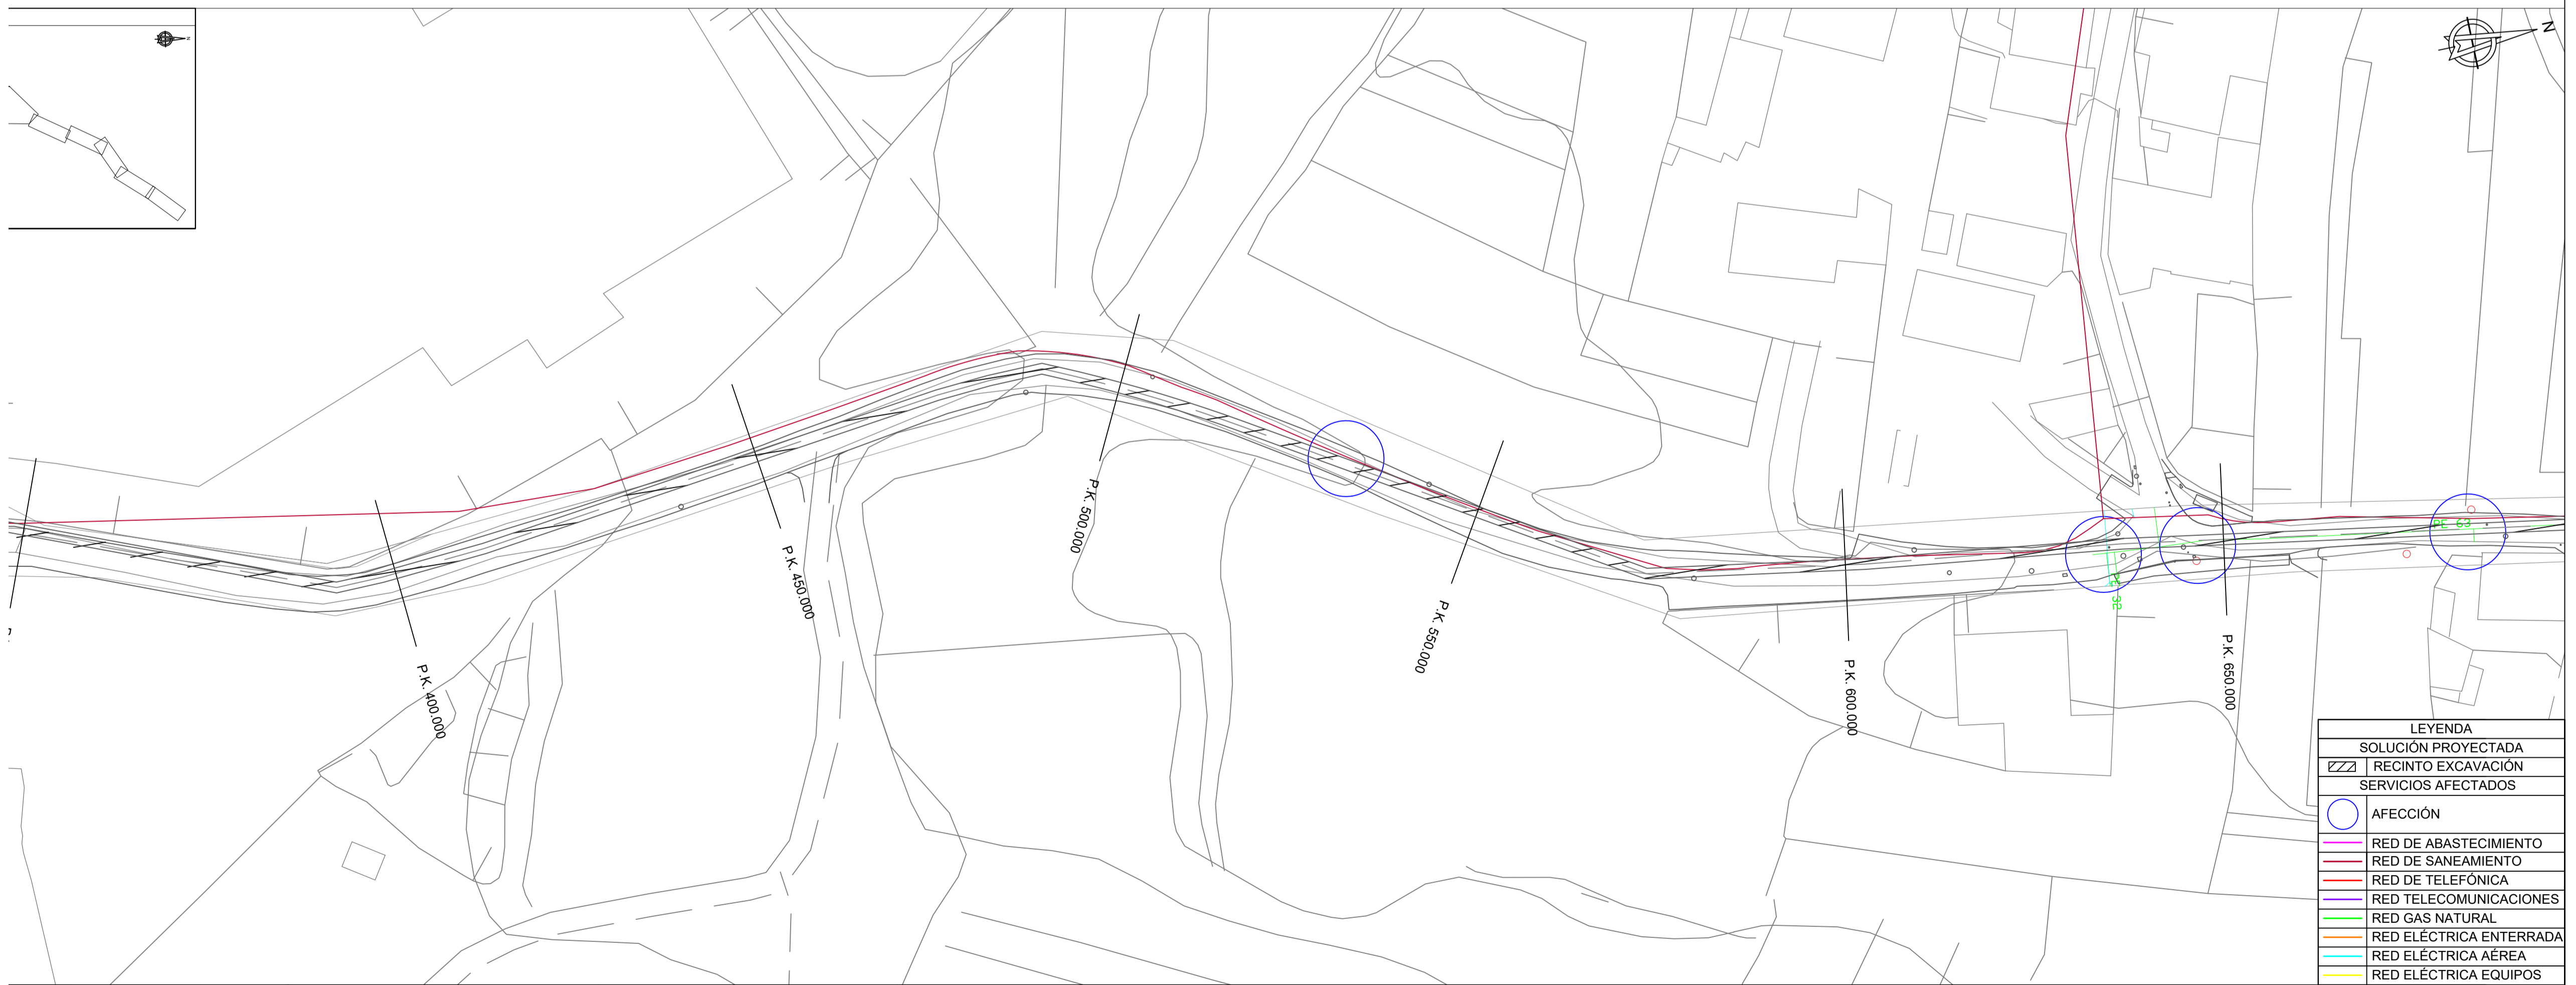 N
N
PE 63
32
P.K. 400.000
P.K. 450.000
P.K. 500.000
P.K. 550.000
P.K. 600.000
P.K. 650.000
LEYENDA
SOLUCIÓN PROYECTADA
RECINTO EXCAVACIÓN
SERVICIOS AFECTADOS
AFECCIÓN
RED DE ABASTECIMIENTO
RED DE SANEAMIENTO
RED DE TELEFÓNICA
RED TELECOMUNICACIONES
RED GAS NATURAL
RED ELÉCTRICA ENTERRADA
RED ELÉCTRICA AÉREA
RED ELÉCTRICA EQUIPOS